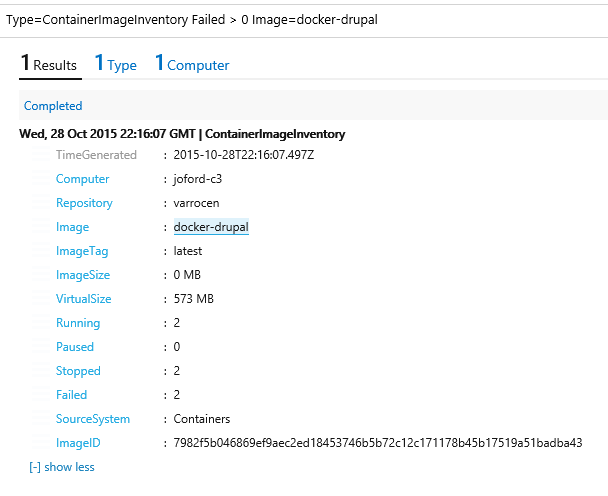 Type=ContainerImageInventory Failed > 0 Image=docker-drupal
1 Results 1 Type 1 Computer
Completed
Wed, 28 Oct 2015 22:16:07 GMT | ContainerImageInventory
TimeGenerated : 2015-10-28T22:16:07.497Z
Computer : joford-c3
Repository : varrocen
Image : docker-drupal
ImageTag : latest
ImageSize : 0 MB
VirtualSize : 573 MB
Running : 2
Paused : 0
Stopped : 2
Failed : 2
SourceSystem : Containers
ImageID : 7982f5b046869ef9aec2ed18453746b5b72c12c171178b45b17519a51badba43
[-] show less